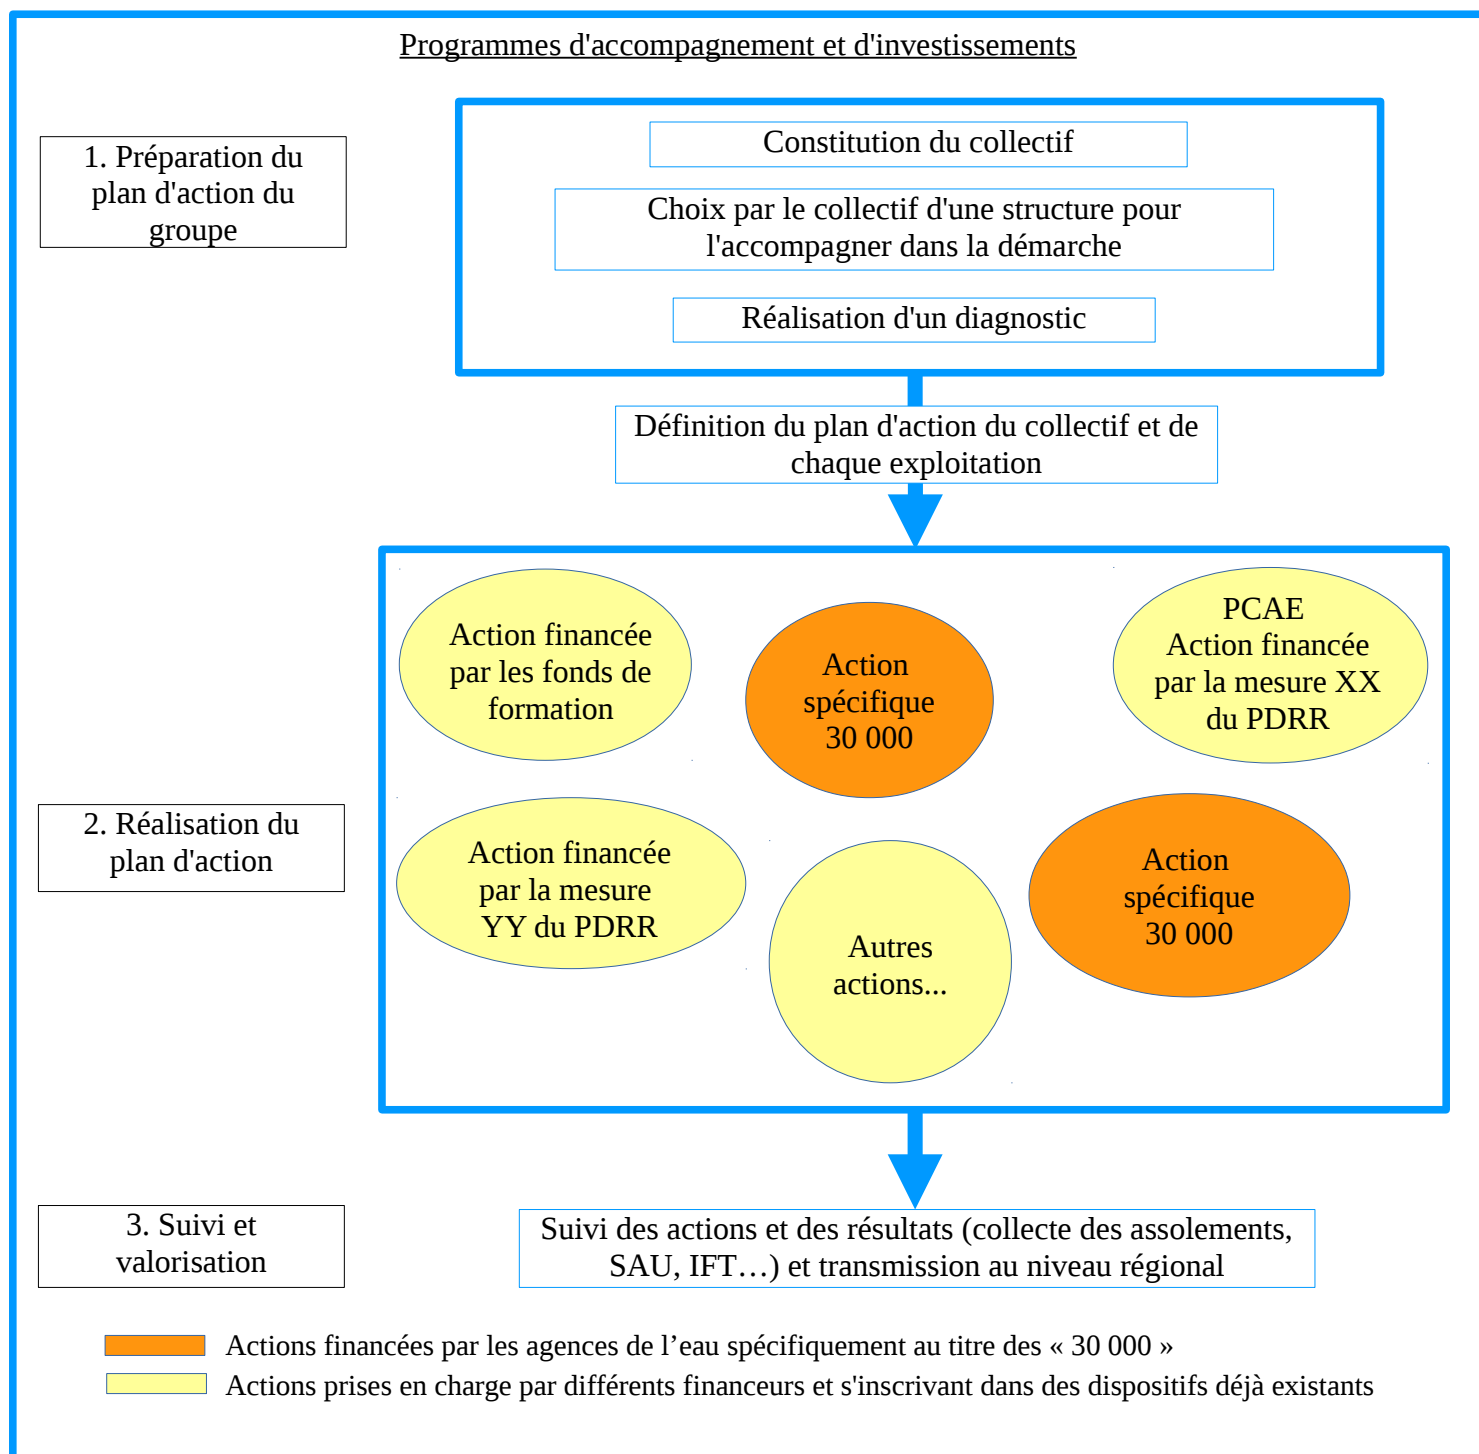 Programmes d'accompagnement et d'investissements
1. Préparation du
plan d'action du
groupe
Constitution du collectif
Choix par le collectif d'une structure pour
l'accompagner dans la démarche
Réalisation d'un diagnostic
Définition du plan d'action du collectif et de
chaque exploitation
Action financée
par les fonds de
formation
Action
spécifique
30 000
PCAE
Action financée
par la mesure XX
du PDRR
2. Réalisation du
plan d'action
Action financée
par la mesure
YY du PDRR
Autres
actions...
Action
spécifique
30 000
3. Suivi et
valorisation
Suivi des actions et des résultats (collecte des assolements,
SAU, IFT…) et transmission au niveau régional
Actions financées par les agences de l’eau spécifiquement au titre des « 30 000 »
Actions prises en charge par différents financeurs et s'inscrivant dans des dispositifs déjà existants